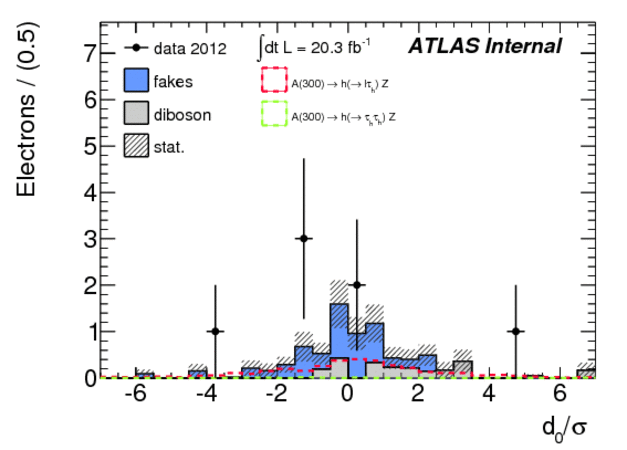 Electrons / (0.5)
data 2012
∫dt L = 20.3 fb⁻¹
ATLAS Internal
fakes
A(300) → h(→ lτₕ) Z
diboson
A(300) → h(→ τₕτₕ) Z
stat.
7
6
5
4
3
2
1
0
-6 -4 -2 0 2 4 6
d₀/σ